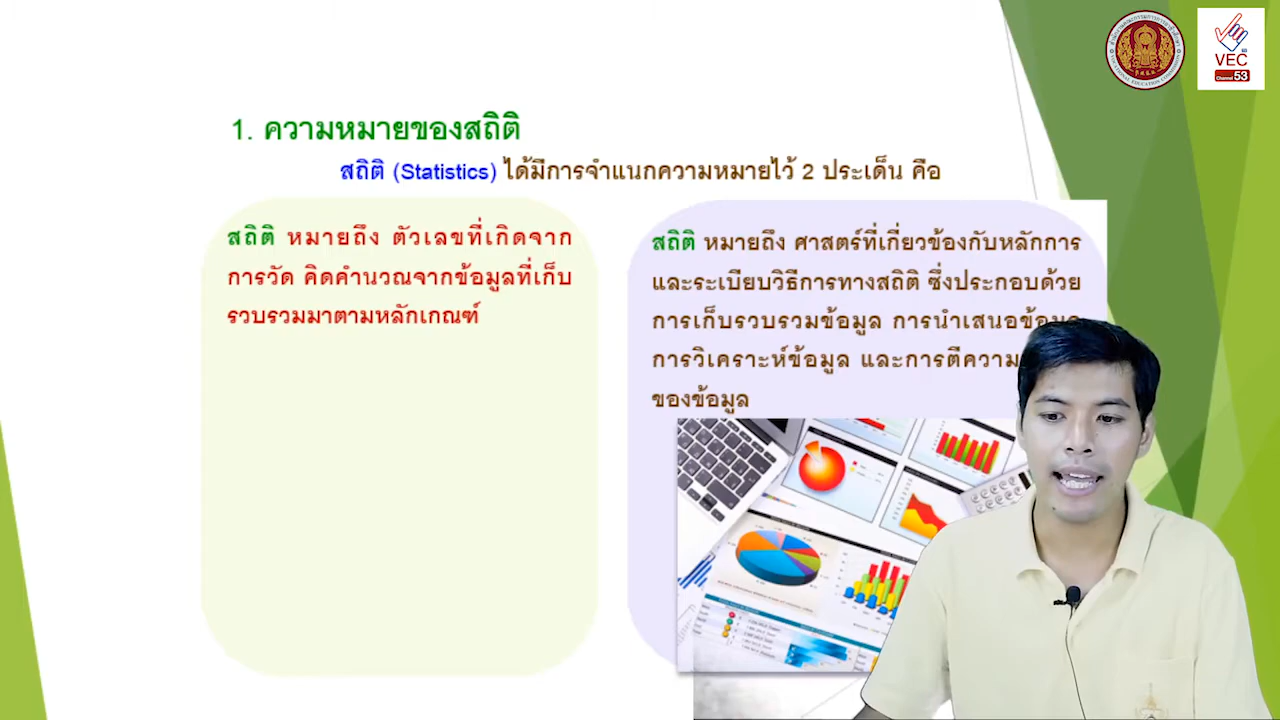 VEC
Channel 53
1. ความหมายของสถิติ
สถิติ (Statistics) ได้มีการจำแนกความหมายไว้ 2 ประเด็น คือ
สถิติ หมายถึง ตัวเลขที่เกิดจาก
การวัด คิดคำนวณจากข้อมูลที่เก็บ
รวบรวมมาตามหลักเกณฑ์
สถิติ หมายถึง ศาสตร์ที่เกี่ยวข้องกับหลักการ
และระเบียบวิธีการทางสถิติ ซึ่งประกอบด้วย
การเก็บรวบรวมข้อมูล การนำเสนอข้อมูล
การวิเคราะห์ข้อมูล และการตีความ
ของข้อมูล